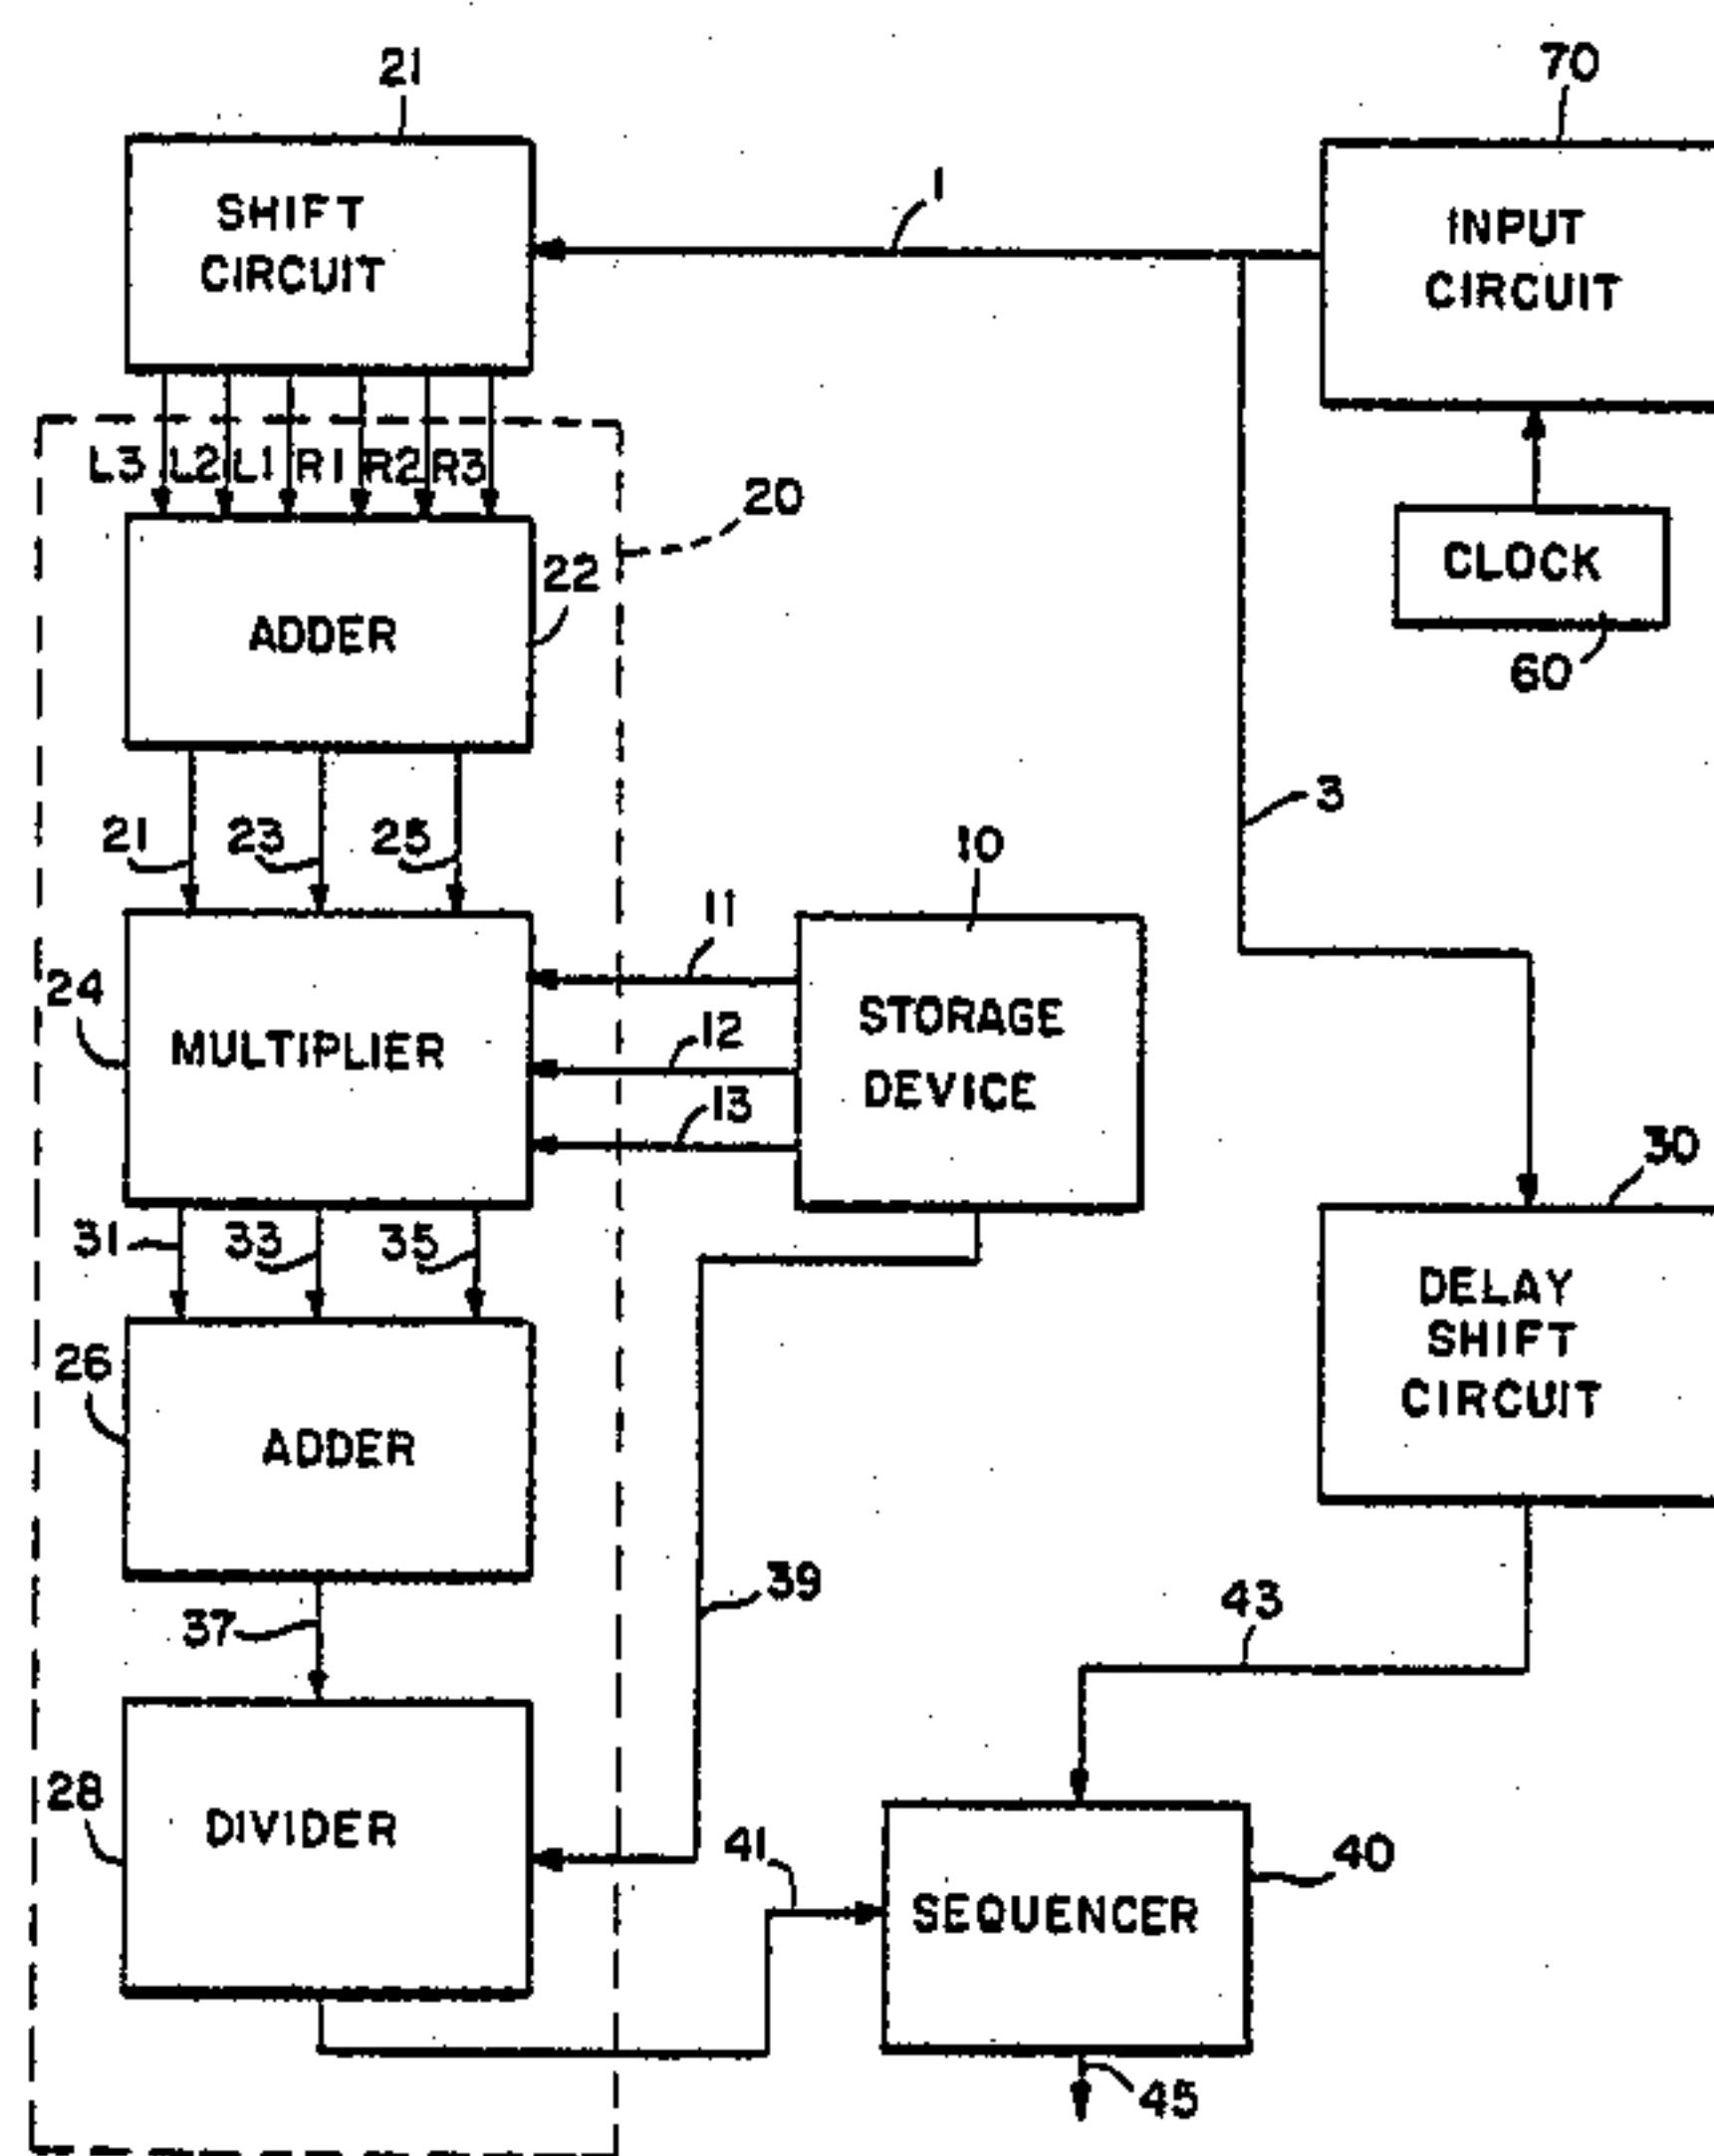 21
70
SHIFT
CIRCUIT
1
INPUT
CIRCUIT
L3 L2 L1 R1 R2 R3
20
22
ADDER
CLOCK
60
21 23 25
3
10
11
24
MULTIPLIER
12
STORAGE
DEVICE
13
30
31 33 35
DELAY
SHIFT
CIRCUIT
26
ADDER
39
43
37
28
DIVIDER
41
40
SEQUENCER
45